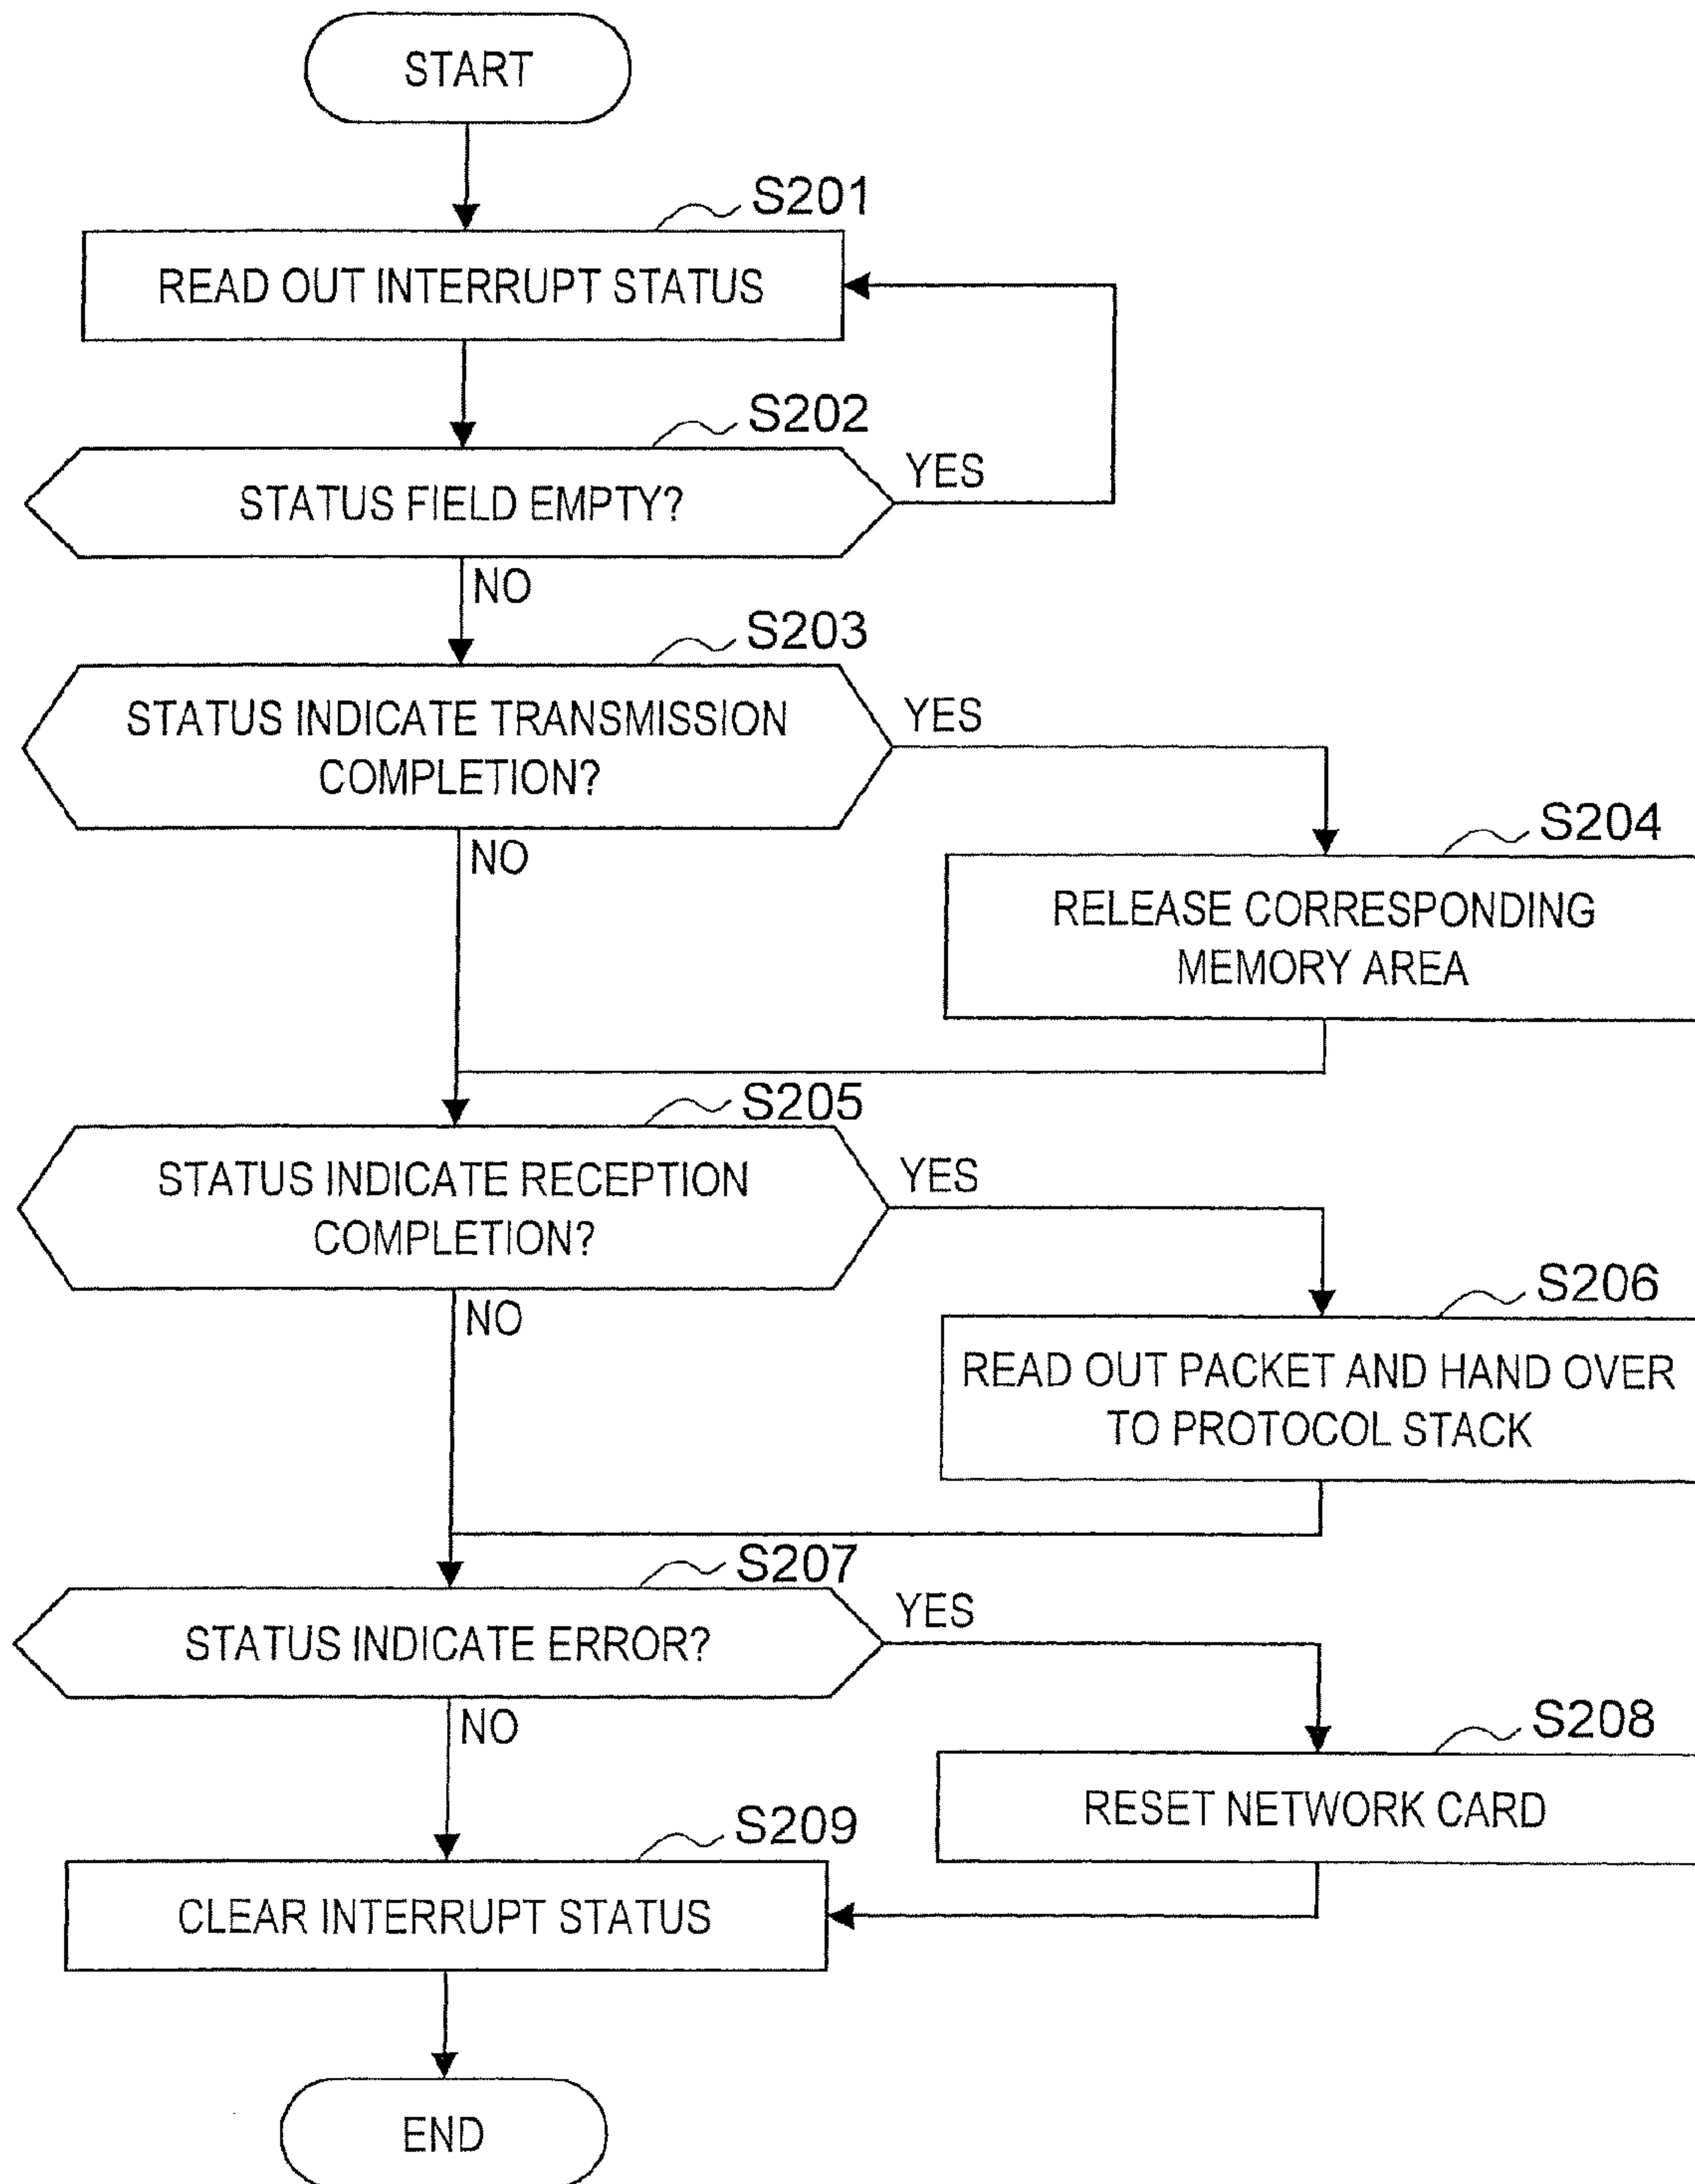 START
S201
READ OUT INTERRUPT STATUS
S202
STATUS FIELD EMPTY?
YES
NO
S203
STATUS INDICATE TRANSMISSION
COMPLETION?
YES
NO
S204
RELEASE CORRESPONDING
MEMORY AREA
S205
STATUS INDICATE RECEPTION
COMPLETION?
YES
NO
S206
READ OUT PACKET AND HAND OVER
TO PROTOCOL STACK
S207
STATUS INDICATE ERROR?
YES
NO
S208
RESET NETWORK CARD
S209
CLEAR INTERRUPT STATUS
END